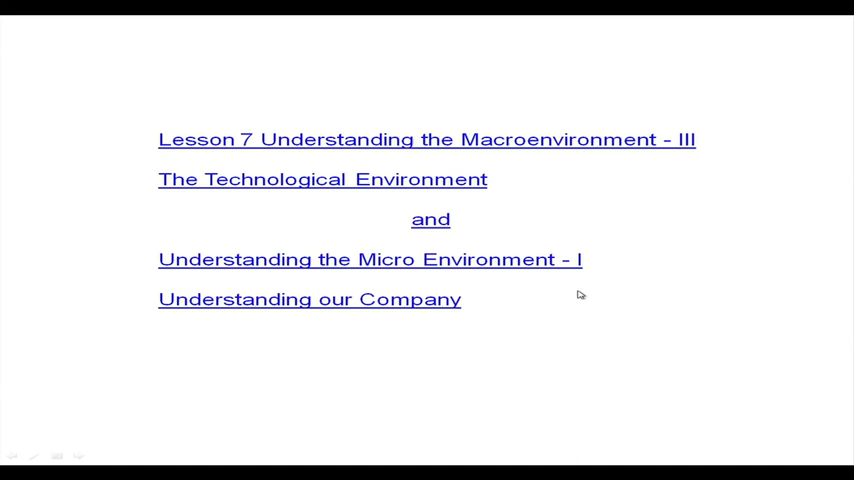 Lesson 7 Understanding the Macroenvironment - III
The Technological Environment
and
Understanding the Micro Environment - I
Understanding our Company